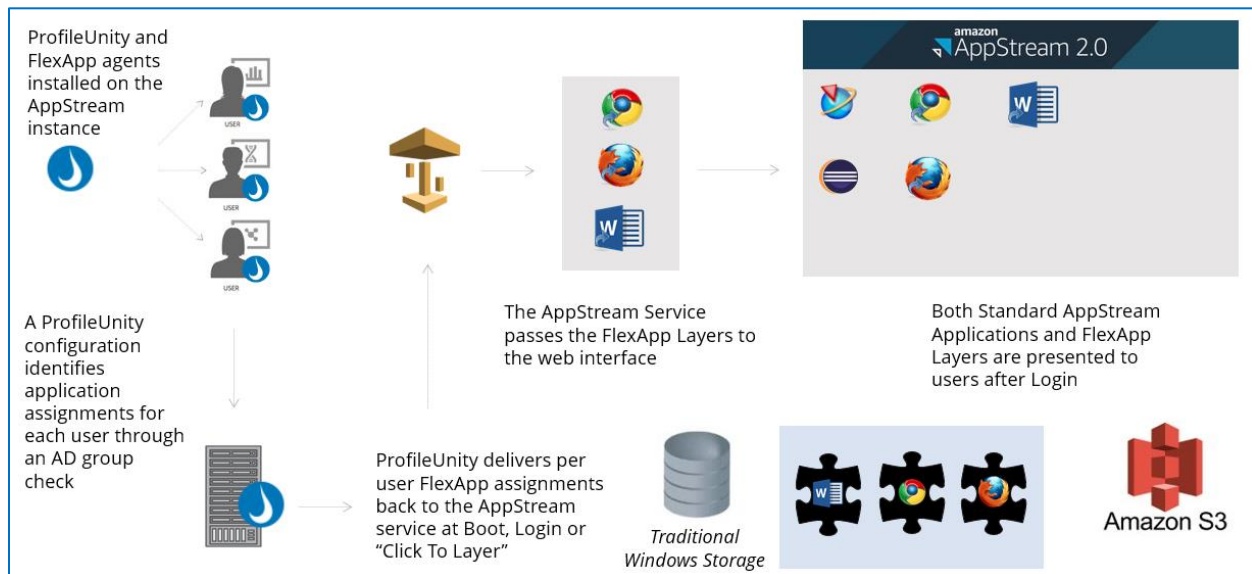 ProfileUnity and
FlexApp agents
installed on the
AppStream
instance
USER
USER
USER
amazon
AppStream 2.0
W
W
The AppStream Service
passes the FlexApp Layers to
the web interface
Both Standard AppStream
Applications and FlexApp
Layers are presented to
users after Login
A ProfileUnity
configuration
identifies
application
assignments for
each user through
an AD group
check
ProfileUnity delivers per
user FlexApp assignments
back to the AppStream
service at Boot, Login or
“Click To Layer”
Traditional
Windows Storage
W
Amazon S3